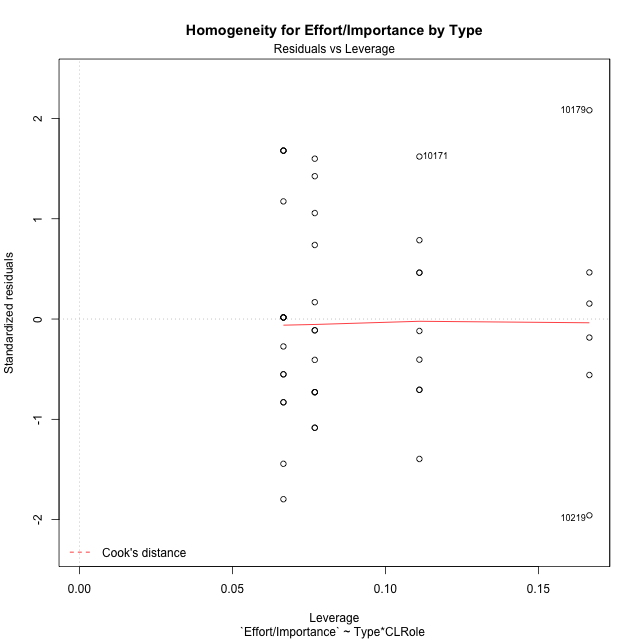 Homogeneity for Effort/Importance by Type
Residuals vs Leverage
10179
10171
10219
2
1
0
-1
-2
Standardized residuals
Cook's distance
0.00 0.05 0.10 0.15
Leverage
`Effort/Importance` ~ Type*CLRole